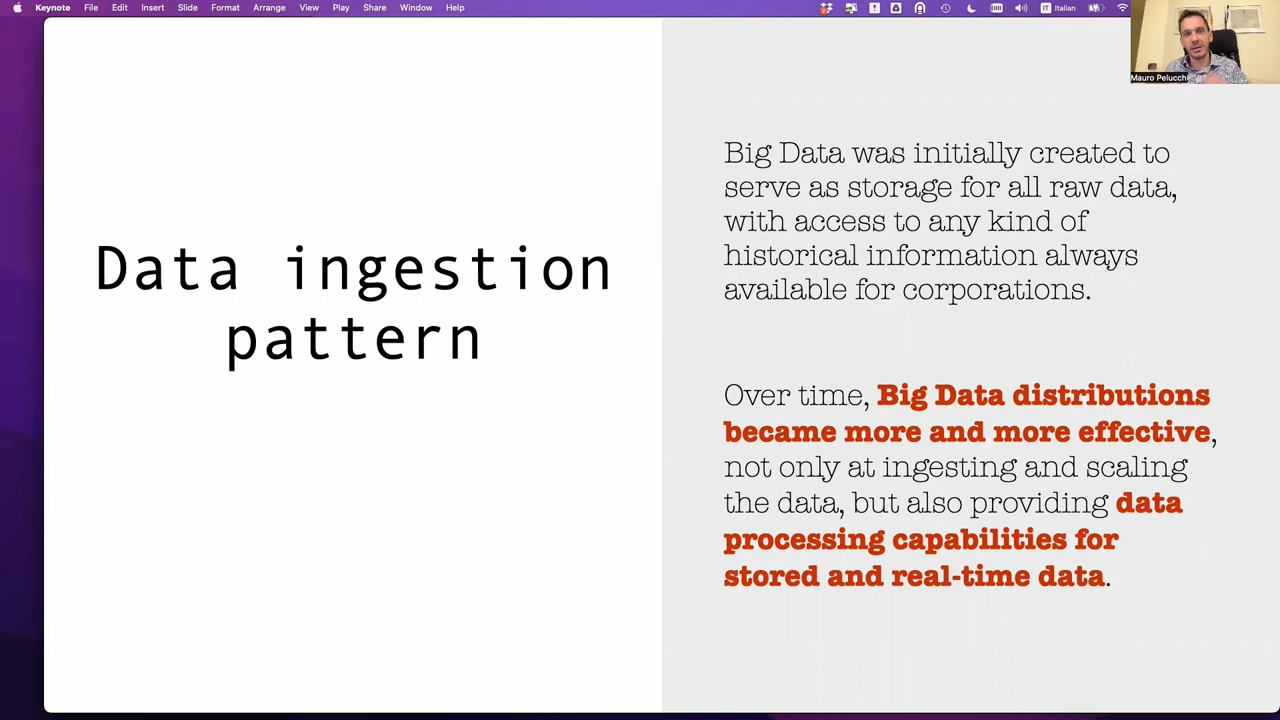 Keynote File Edit Insert Slide Format Arrange View Play Share Window Help
IT Italian
Mauro Pelucchi
Data ingestion
pattern
Big Data was initially created to
serve as storage for all raw data,
with access to any kind of
historical information always
available for corporations.
Over time, Big Data distributions
became more and more effective,
not only at ingesting and scaling
the data, but also providing data
processing capabilities for
stored and real-time data.